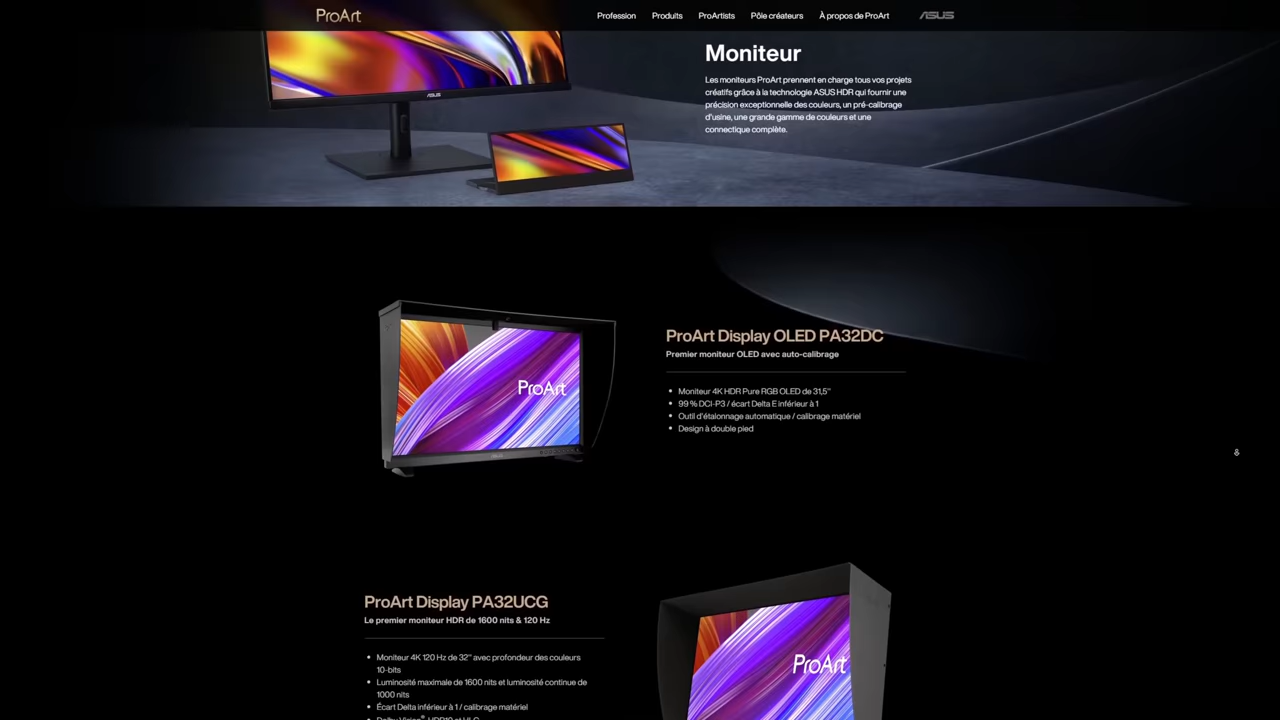 ProArt
Profession
Produits
ProArtists
Pôle créateurs
À propos de ProArt
ASUS
Moniteur
Les moniteurs ProArt prennent en charge tous vos projets
créatifs grâce à la technologie ASUS HDR qui fournir une
précision exceptionnelle des couleurs, un pré-calibrage
d'usine, une grande gamme de couleurs et une
connectique complète.
ASUS
ProArt Display OLED PA32DC
Premier moniteur OLED avec auto-calibrage
• Moniteur 4K HDR Pure RGB OLED de 31,5"
• 99 % DCI-P3 / écart Delta E inférieur à 1
• Outil d'étalonnage automatique / calibrage matériel
• Design à double pied
ProArt
ProArt Display PA32UCG
Le premier moniteur HDR de 1600 nits & 120 Hz
• Moniteur 4K 120 Hz de 32" avec profondeur des couleurs
10-bits
• Luminosité maximale de 1600 nits et luminosité continue de
1000 nits
• Écart Delta inférieur à 1 / calibrage matériel
• Dolby Vision®, HDR10 et HLG
ProArt